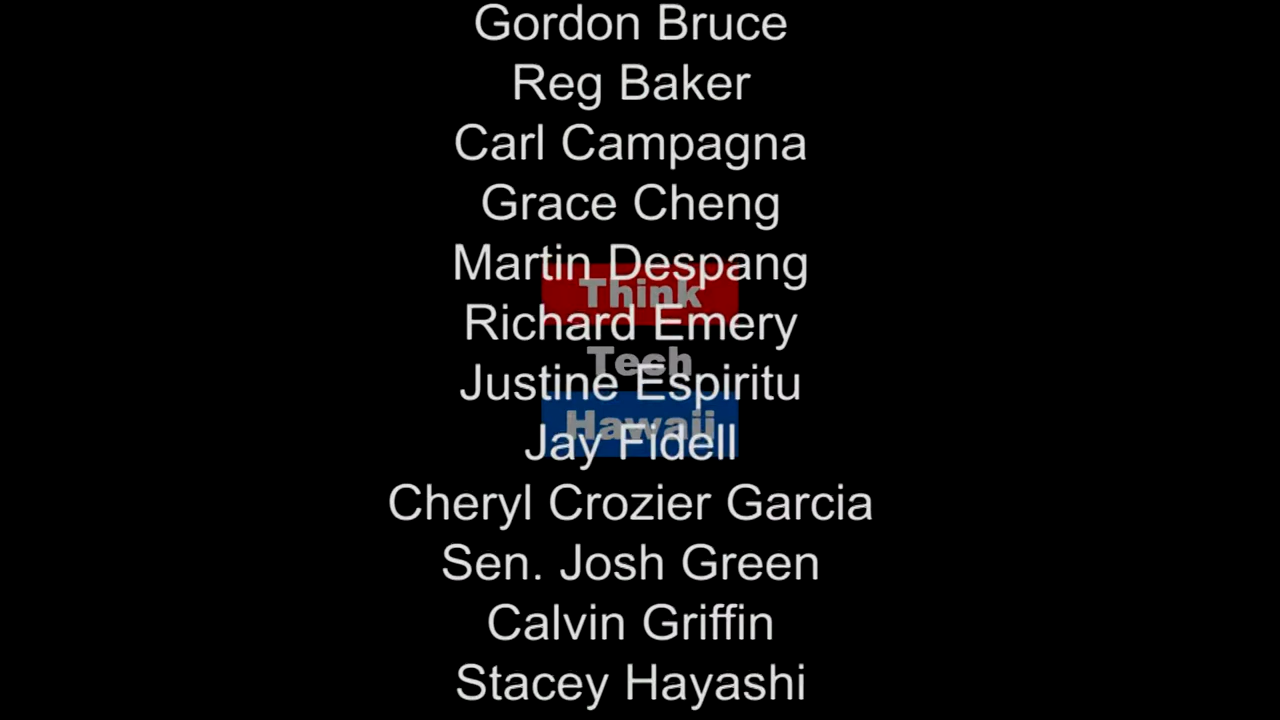 Gordon Bruce
Reg Baker
Carl Campagna
Grace Cheng
Martin Despang
Think
Richard Emery
Tech
Justine Espiritu
Hawaii
Jay Fidell
Cheryl Crozier Garcia
Sen. Josh Green
Calvin Griffin
Stacey Hayashi